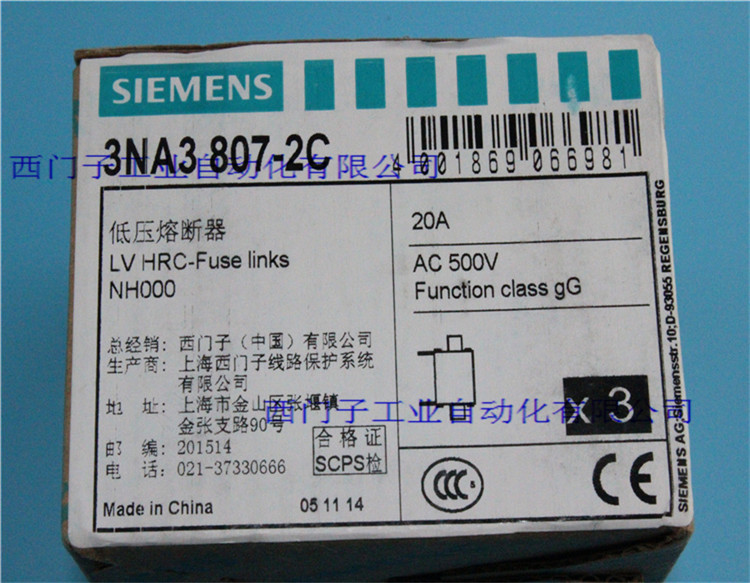 SIEMENS
3NA3 807-2C
4 001869 066981
西门子工业自动化有限公司
低压熔断器
LV HRC-Fuse links
NH000
20A
AC 500V
Function class gG
总经销: 西门子（中国）有限公司
生产商: 上海西门子线路保护系统
有限公司
地 址: 上海市金山区张堰镇
金张支路90号
邮 编: 201514
电 话: 021-37330666
合格证
SCPS检
x 3
西门子工业自动化有限公司
CCC S
CE
Made in China
05 11 14
SIEMENS AG;Siemensstr.10;D-93055 REGENSBURG